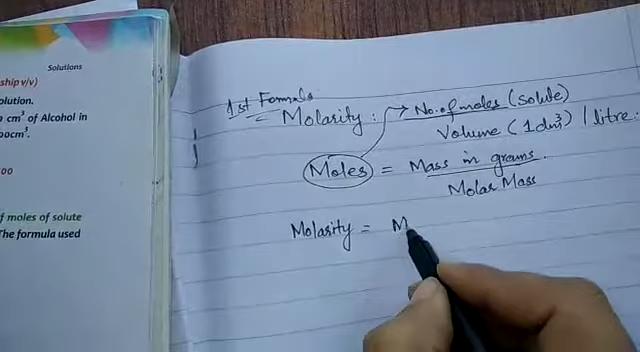 Solutions
ship v/v)
olution.
cm³ of Alcohol in
00cm³.
00
f moles of solute
The formula used
1st Formula
Molarity : → No. of moles (Solute)
Volume (1dm³) / litre.
Moles = Mass in grams.
Molar Mass
Molarity = M